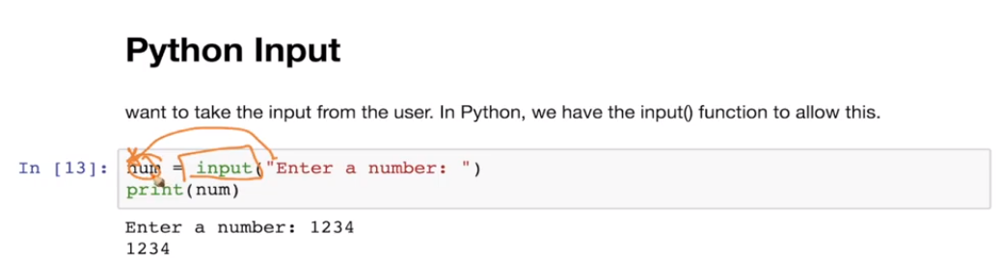 Python Input
want to take the input from the user. In Python, we have the input() function to allow this.
In [13]: num = input("Enter a number: ")
print(num)
Enter a number: 1234
1234